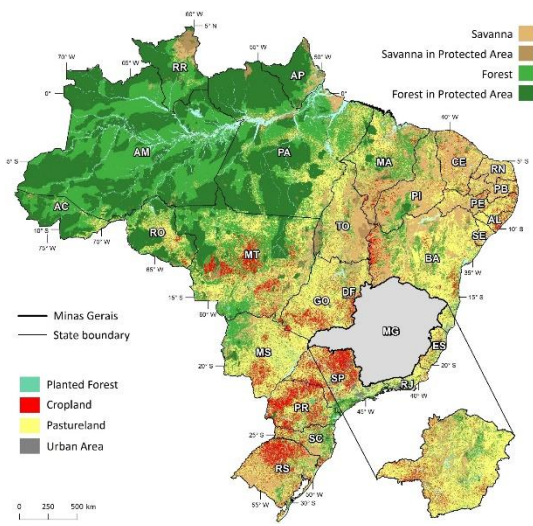 60° W
5° N
50° W
70° W
65° W
55° W
Savanna
Savanna in Protected Area
Forest
Forest in Protected Area
RR
AP
0°
0°
40° W
AM
PA
MA
CE
RN
PB
PE
AL
SE
PI
5° S
5° S
AC
TO
10° S
10° S
75° W
70° W
RO
MT
BA
65° W
35° W
15° S
15° S
GO
DF
60° W
Minas Gerais
State boundary
MG
ES
MS
20° S
20° S
Planted Forest
Cropland
Pastureland
Urban Area
SP
RJ
40° W
45° W
PR
25° S
25° S
SC
RS
50° W
30° S
55° W
0 250 500 km